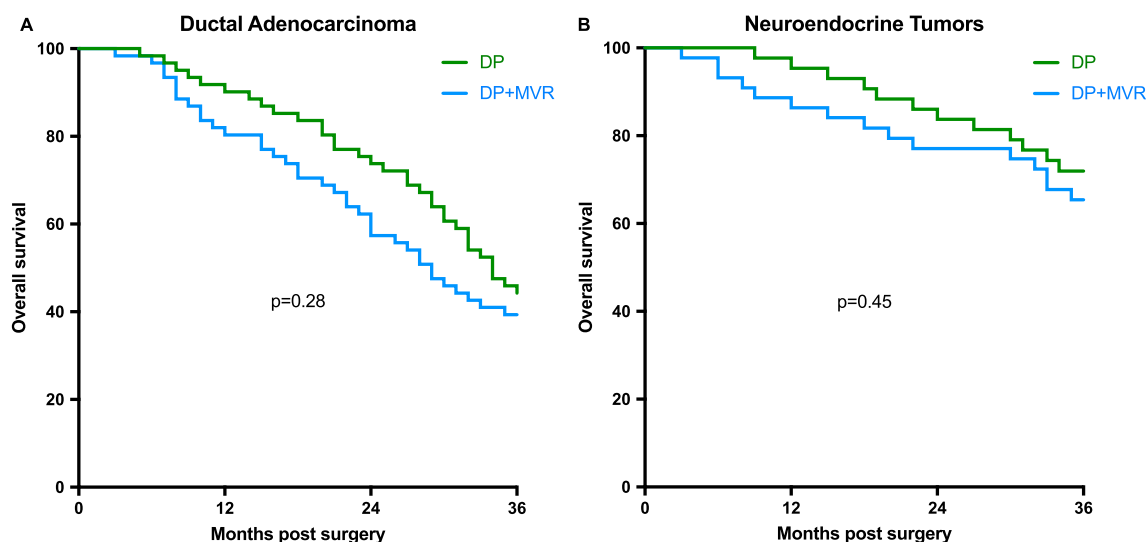 A
Ductal Adenocarcinoma
DP
DP+MVR
100
80
60
40
20
0
Overall survival
p=0.28
0 12 24 36
Months post surgery
B
Neuroendocrine Tumors
DP
DP+MVR
100
80
60
40
20
0
Overall survival
p=0.45
0 12 24 36
Months post surgery